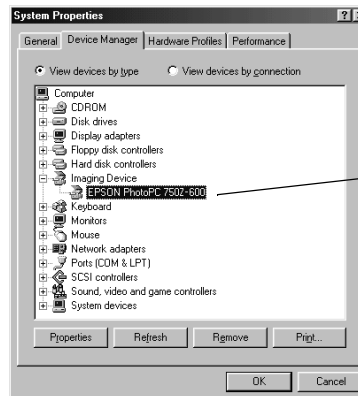 System Properties
General Device Manager Hardware Profiles Performance
View devices by type View devices by connection
Computer
CDROM
Disk drives
Display adapters
Floppy disk controllers
Hard disk controllers
Imaging Device
EPSON PhotoPC 750Z-600
Keyboard
Monitors
Mouse
Network adapters
Ports (COM & LPT)
SCSI controllers
Sound, video and game controllers
System devices
Properties Refresh Remove Print...
OK Cancel